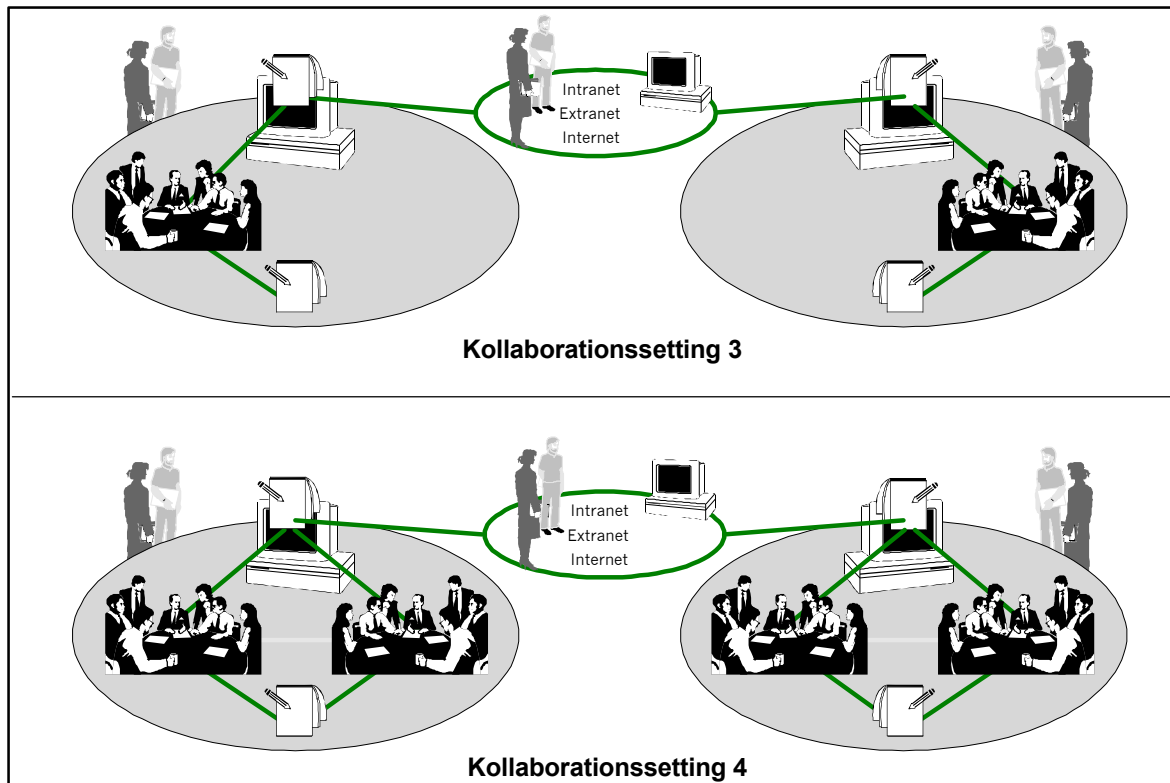 Intranet
Extranet
Internet
Kollaborationssetting 3
Intranet
Extranet
Internet
Kollaborationssetting 4